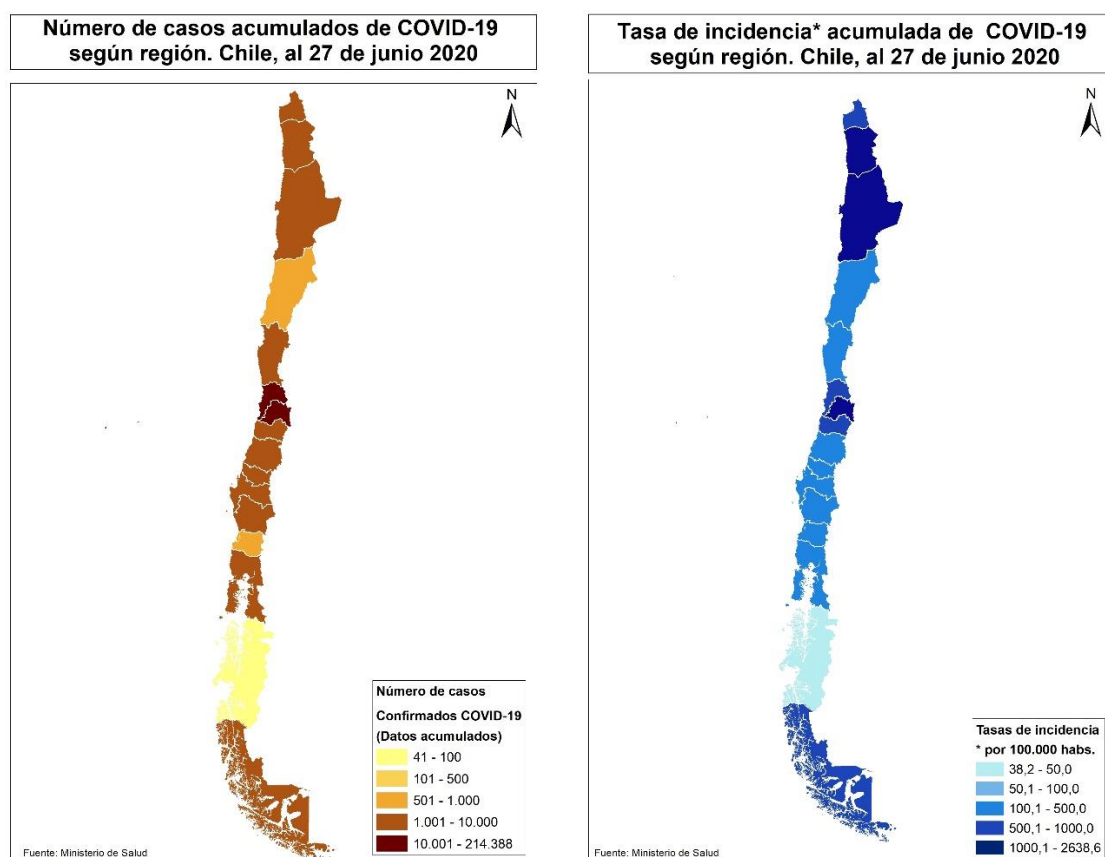 Número de casos acumulados de COVID-19
según región. Chile, al 27 de junio 2020
N
Número de casos
Confirmados COVID-19
(Datos acumulados)
41 - 100
101 - 500
501 - 1.000
1.001 - 10.000
10.001 - 214.388
Fuente: Ministerio de Salud
Tasa de incidencia* acumulada de COVID-19
según región. Chile, al 27 de junio 2020
N
Tasas de incidencia
* por 100.000 habs.
38,2 - 50,0
50,1 - 100,0
100,1 - 500,0
500,1 - 1000,0
1000,1 - 2638,6
Fuente: Ministerio de Salud